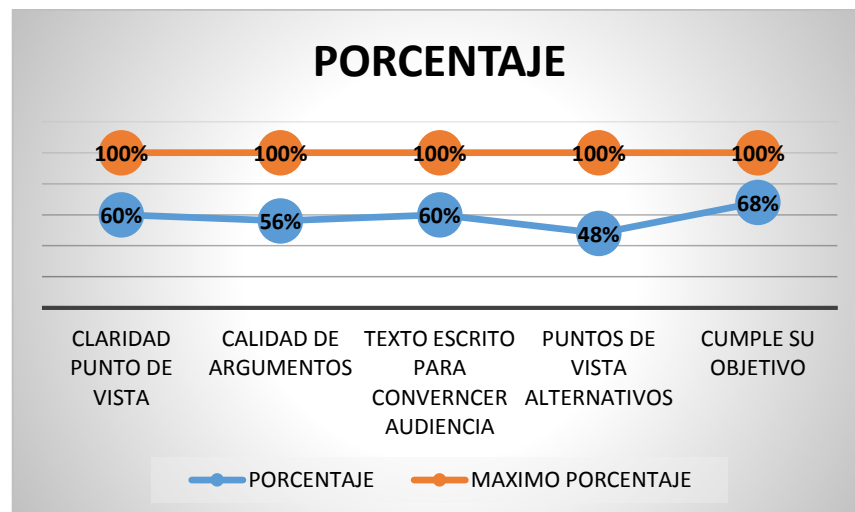 PORCENTAJE
100% 100% 100% 100% 100%
60% 56% 60% 48% 68%
CLARIDAD
PUNTO DE
VISTA
CALIDAD DE
ARGUMENTOS
TEXTO ESCRITO
PARA
CONVERNCER
AUDIENCIA
PUNTOS DE
VISTA
ALTERNATIVOS
CUMPLE SU
OBJETIVO
PORCENTAJE
MAXIMO PORCENTAJE